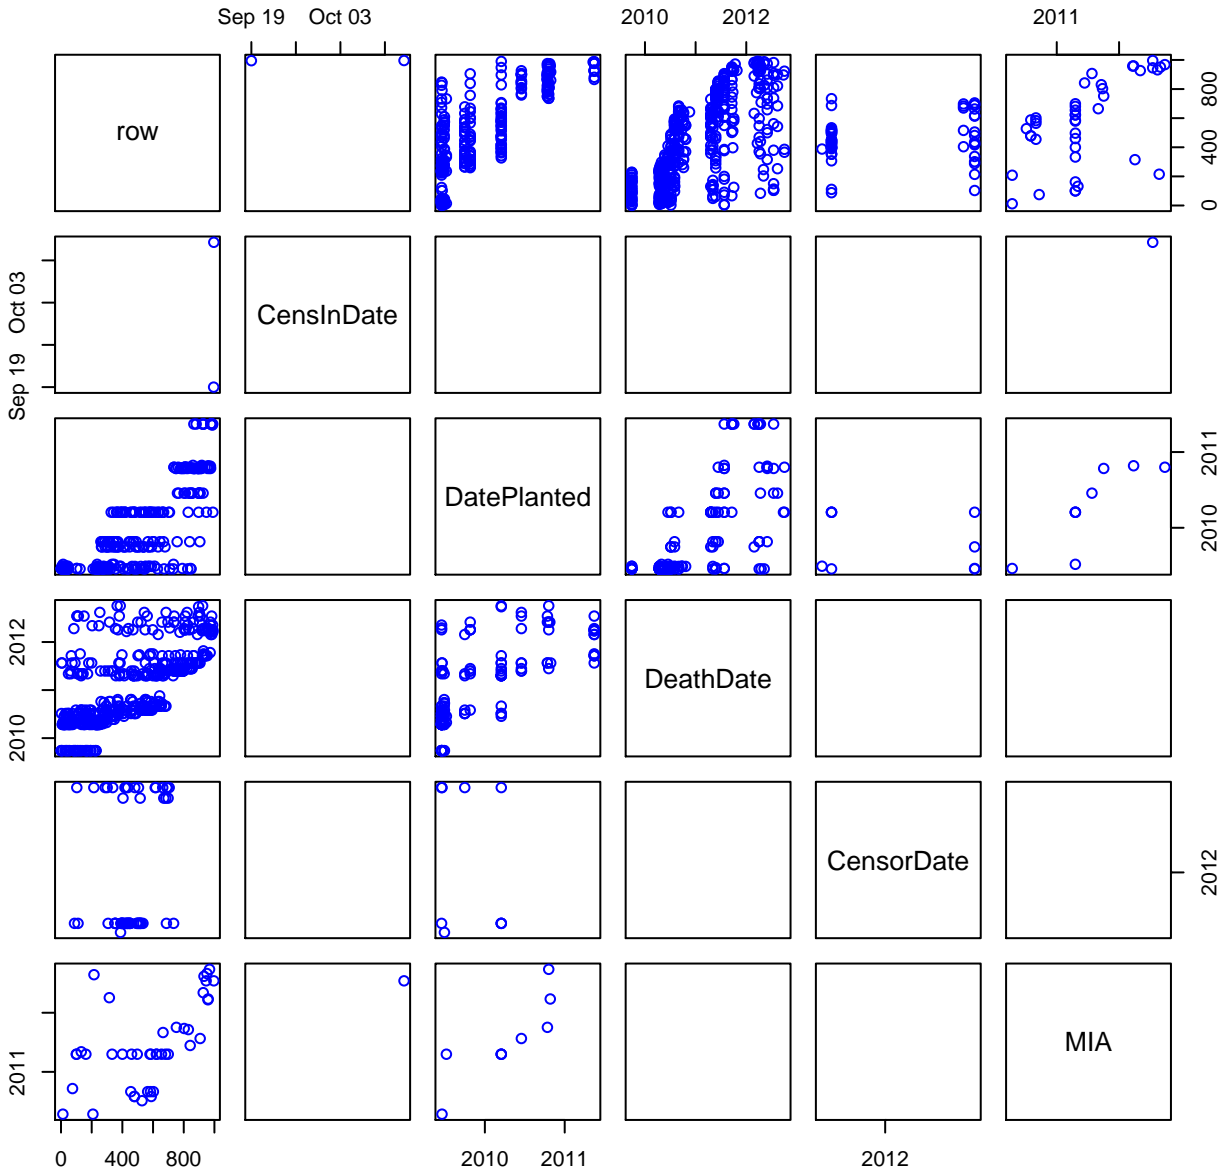 Sep 19 Oct 03 2010 2012 2011
row
0 400 800
CensInDate
Sep 19 Oct 03
DatePlanted
2010 2011
DeathDate
2010 2012
CensorDate
2012
MIA
2011
0 400 800 2010 2011 2012